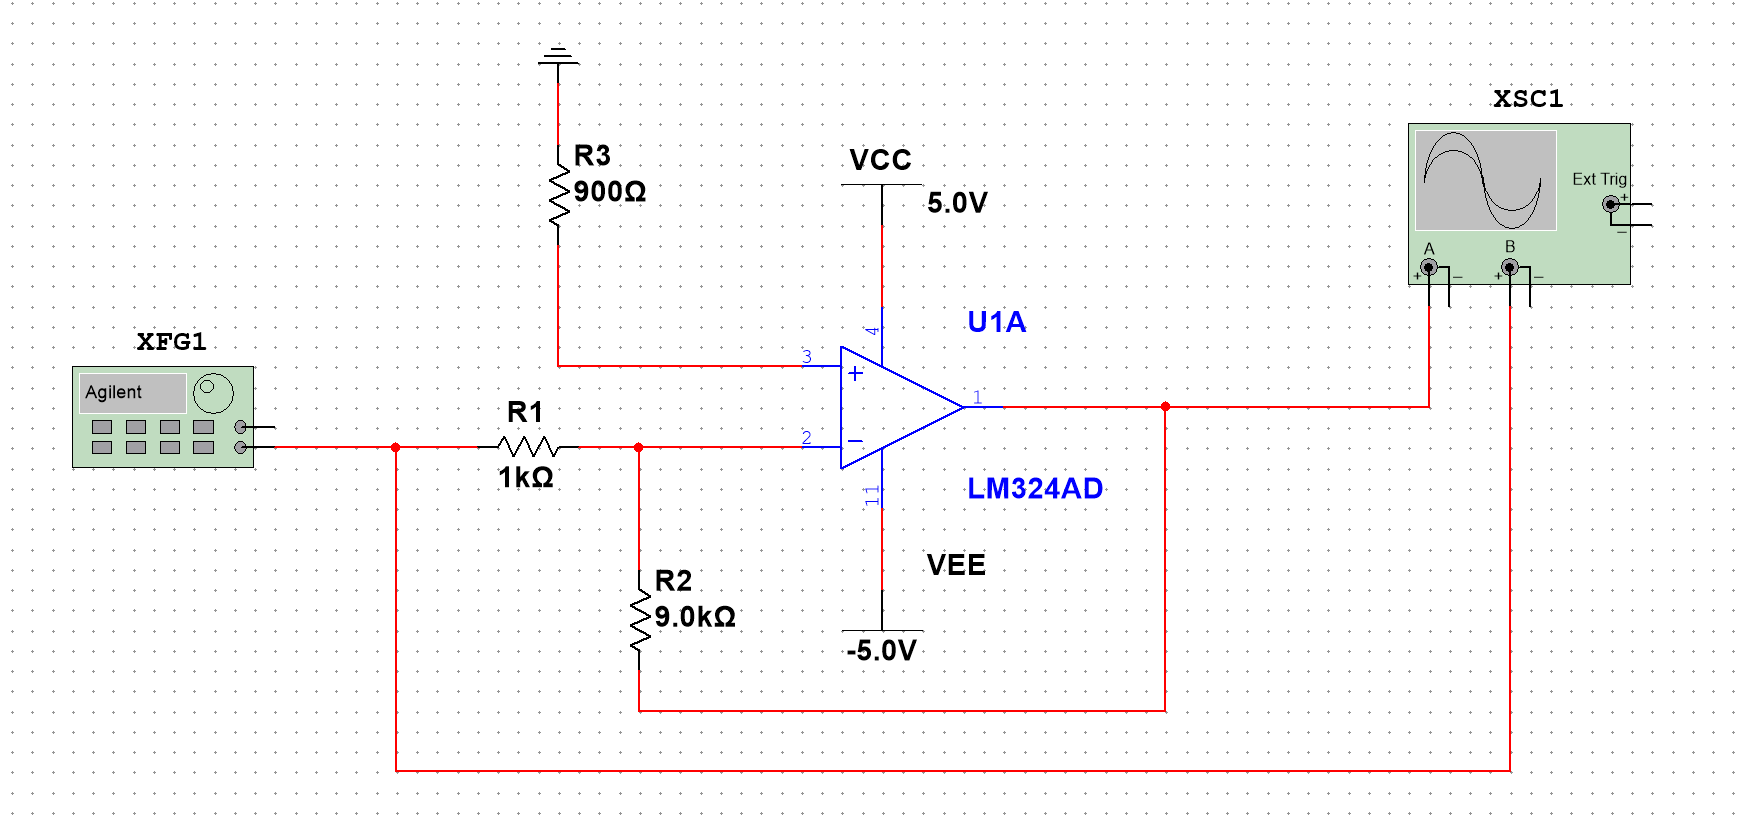 XSC1
Ext Trig
+
−
A
B
+
−
+
−
R3
900Ω
VCC
5.0V
U1A
4
3
+
1
2
−
11
LM324AD
XFG1
Agilent
R1
1kΩ
VEE
-5.0V
R2
9.0kΩ